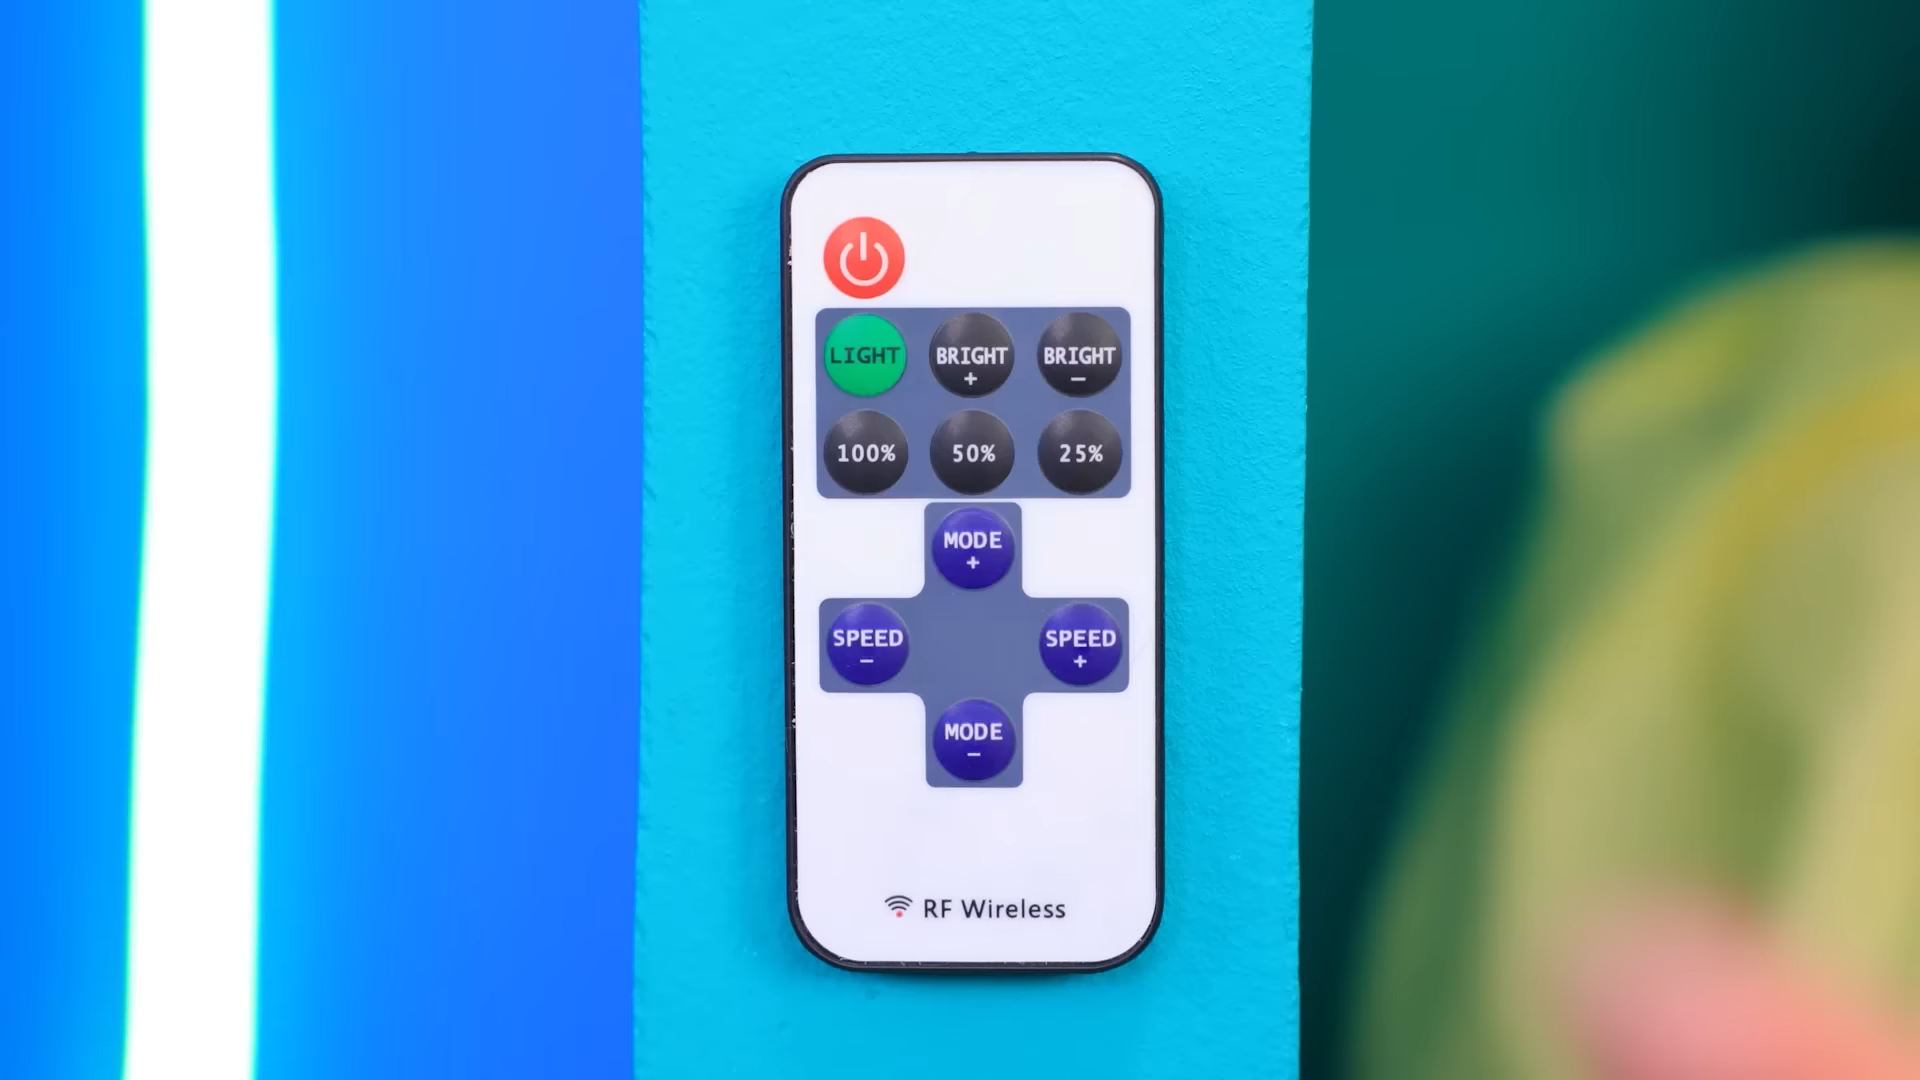 LIGHT
BRIGHT
+
BRIGHT
−
100%
50%
25%
MODE
+
SPEED
−
SPEED
+
MODE
−
RF Wireless